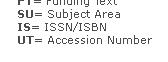 FT= Funding Text
SU= Subject Area
IS= ISSN/ISBN
UT= Accession Number